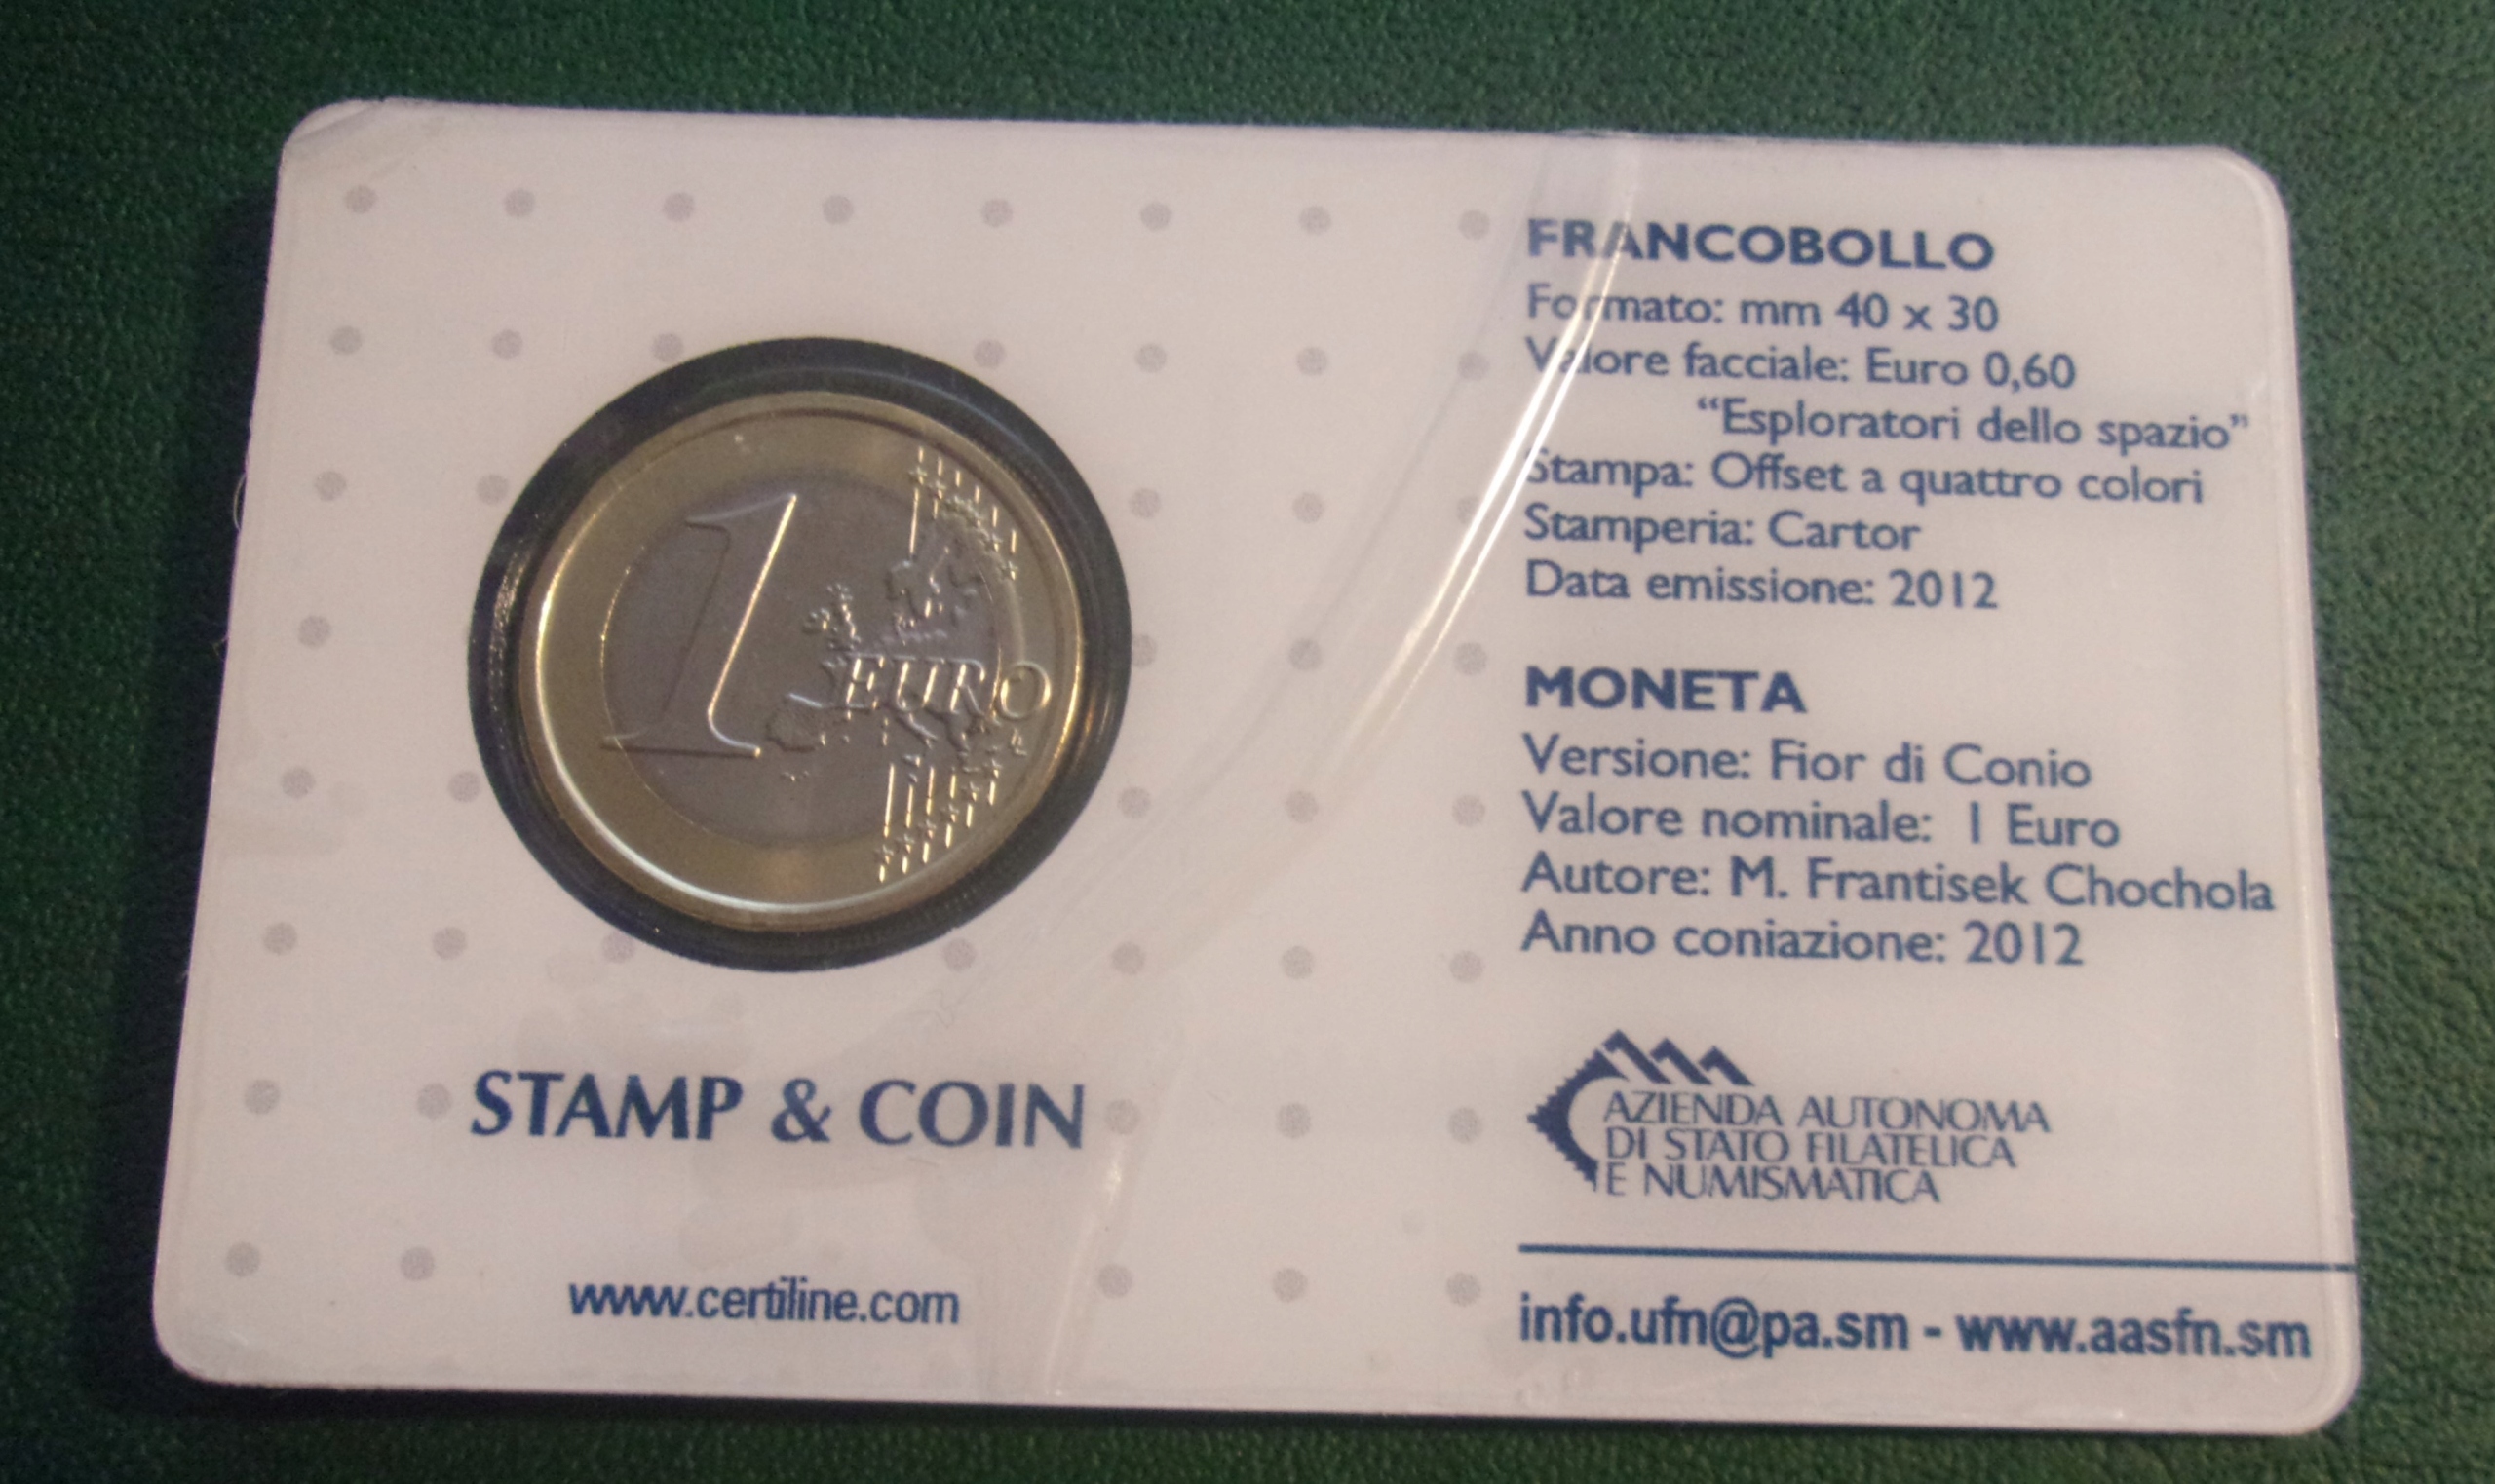 1
EURO
STAMP & COIN
www.certiline.com
FRANCOBOLLO
Formato: mm 40 x 30
Valore facciale: Euro 0,60
“Esploratori dello spazio”
Stampa: Offset a quattro colori
Stamperia: Cartor
Data emissione: 2012
MONETA
Versione: Fior di Conio
Valore nominale: 1 Euro
Autore: M. Frantisek Chochola
Anno coniazione: 2012
AZIENDA AUTONOMA
DI STATO FILATELICA
E NUMISMATICA
info.ufn@pa.sm - www.aasfn.sm